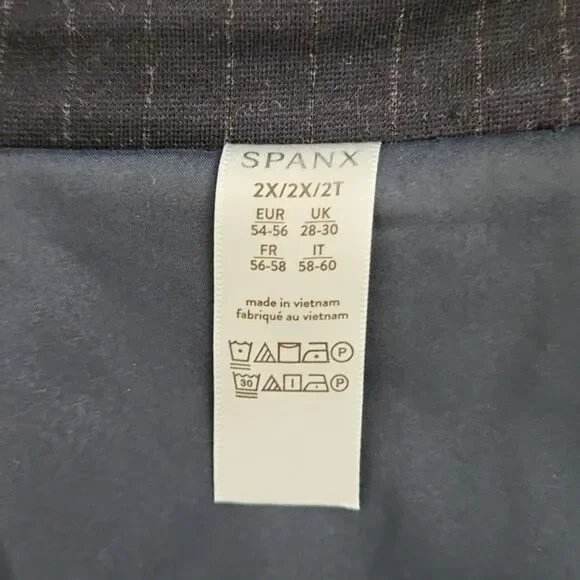 SPANX
2X/2X/2T
EUR UK
54-56 28-30
FR IT
56-58 58-60
made in vietnam
fabriqué au vietnam
P
30 P